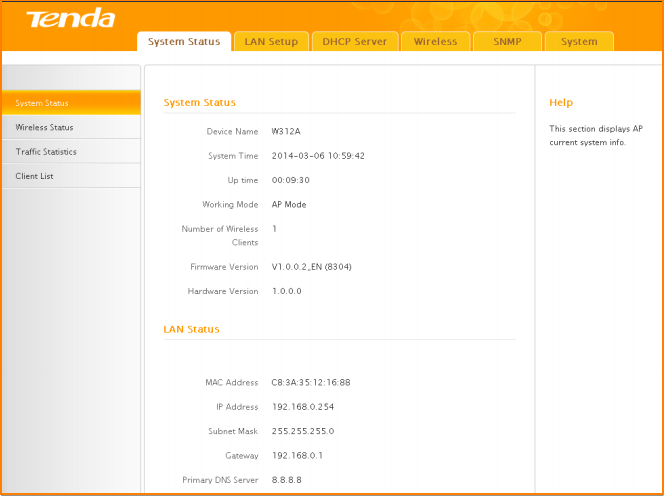 Tenda
System Status LAN Setup DHCP Server Wireless SNMP System
System Status
Wireless Status
Traffic Statistics
Client List
System Status
Device Name W312A
System Time 2014-03-06 10:59:42
Up time 00:09:30
Working Mode AP Mode
Number of Wireless 1
Clients
Firmware Version V1.0.0.2_EN (8304)
Hardware Version 1.0.0.0
LAN Status
MAC Address C8:3A:35:12:16:88
IP Address 192.168.0.254
Subnet Mask 255.255.255.0
Gateway 192.168.0.1
Primary DNS Server 8.8.8.8
Help
This section displays AP
current system info.